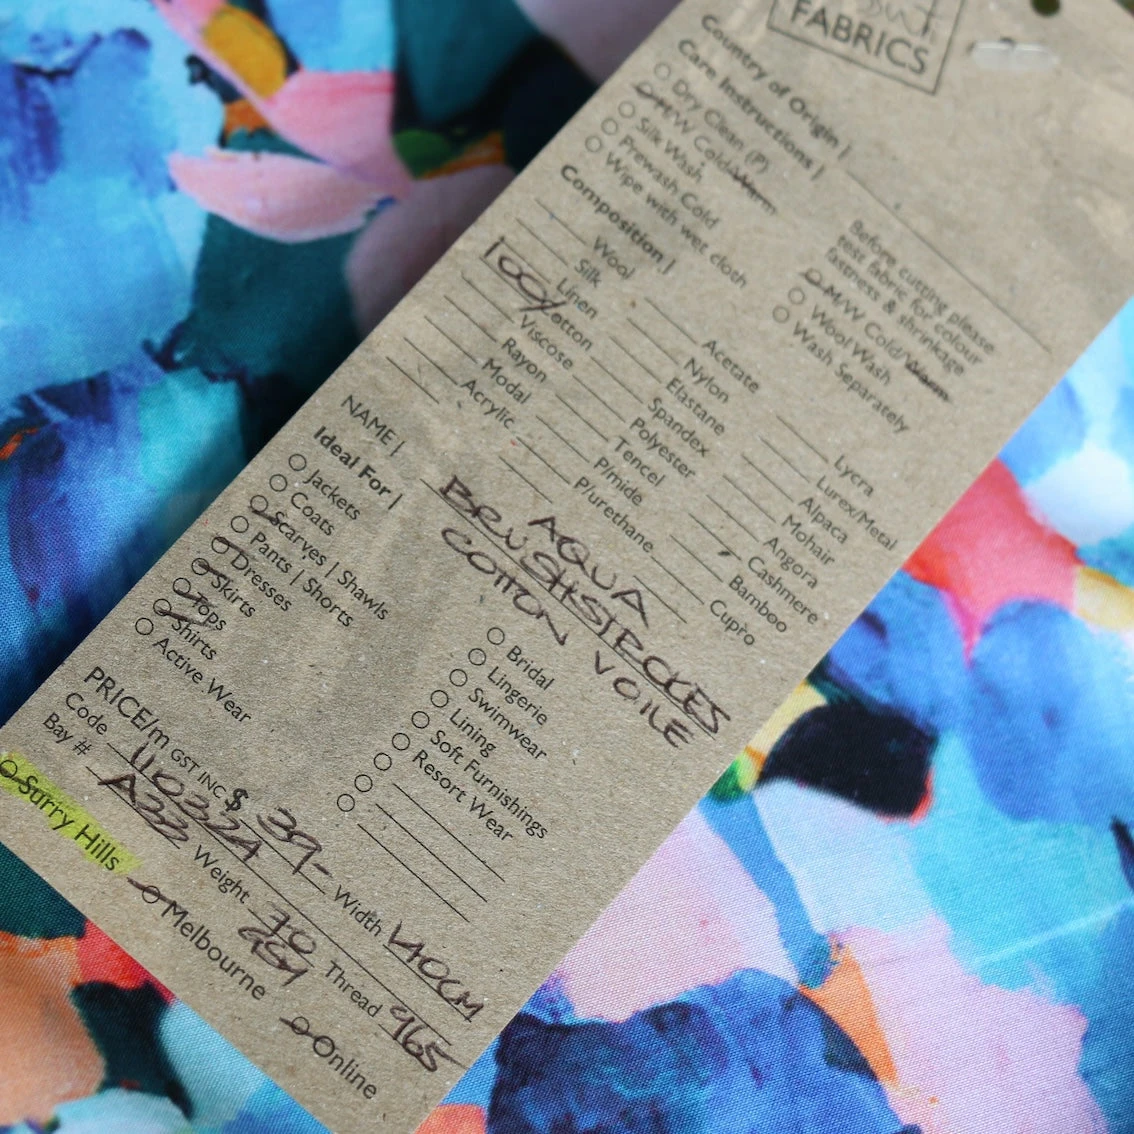 FABRICS
Country of Origin |
Care Instructions |
Dry Clean (P)
M/W Cold/Warm
Silk Wash
Prewash Cold
Wipe with wet cloth
Before cutting please
test fabric for colour
fastness & shrinkage
M/W Cold/Warm
Wool Wash
Wash Separately
Composition |
Wool
Silk
Linen
100% Cotton
Viscose
Rayon
Modal
Acrylic
Acetate
Nylon
Elastane
Spandex
Polyester
Tencel
P/mide
P/urethane
Lycra
Lurex/Metal
Alpaca
Mohair
Angora
Cashmere
Bamboo
Cupro
NAME | AQUA
BRUSHSTROKES
COTTON VOILE
Ideal For |
Jackets
Coats
Scarves | Shawls
Pants | Shorts
Dresses
Skirts
Tops
Shirts
Active Wear
Bridal
Lingerie
Swimwear
Lining
Soft Furnishings
Resort Wear
PRICE/m GST INC $ 39- Width 140CM
Code 1110324
Bay # A33 Weight 70 GSM Thread 965
Surry Hills Melbourne Online